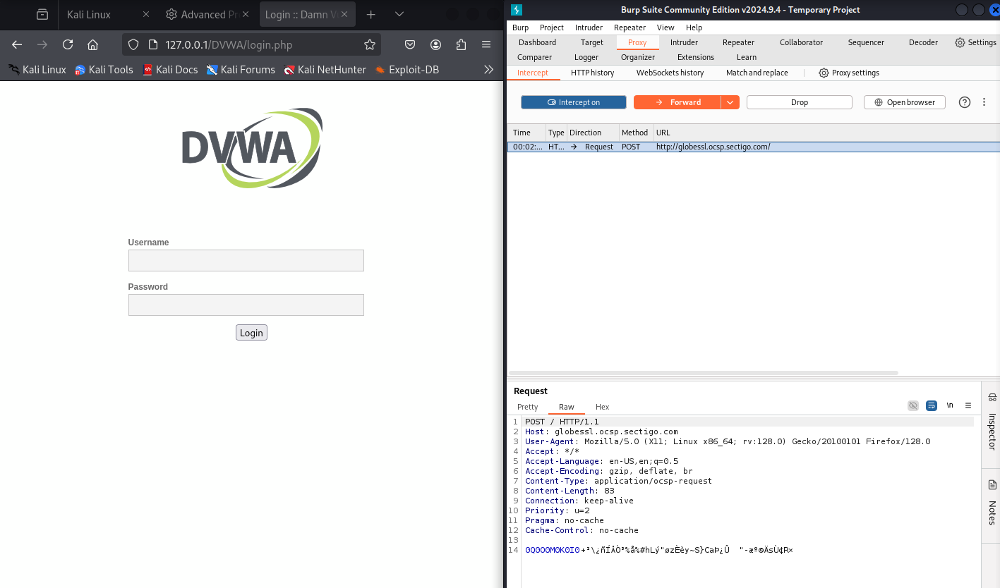 Kali Linux
Advanced Pr
Login :: Damn V
127.0.0.1/DVWA/login.php
Kali Linux
Kali Tools
Kali Docs
Kali Forums
Kali NetHunter
Exploit-DB
DVWA
Username
Password
Login
Burp Suite Community Edition v2024.9.4 - Temporary Project
Burp Project Intruder Repeater View Help
Dashboard Target Proxy Intruder Repeater Collaborator Sequencer Decoder Settings
Comparer Logger Organizer Extensions Learn
Intercept HTTP history WebSockets history Match and replace Proxy settings
Intercept on Forward Drop Open browser
Time Type Direction Method URL
00:02:... HT... → Request POST http://globessl.ocsp.sectigo.com/
Request
Pretty Raw Hex
\n
1 POST / HTTP/1.1
2 Host: globessl.ocsp.sectigo.com
3 User-Agent: Mozilla/5.0 (X11; Linux x86_64; rv:128.0) Gecko/20100101 Firefox/128.0
4 Accept: */*
5 Accept-Language: en-US,en;q=0.5
6 Accept-Encoding: gzip, deflate, br
7 Content-Type: application/ocsp-request
8 Content-Length: 83
9 Connection: keep-alive
10 Priority: u=2
11 Pragma: no-cache
12 Cache-Control: no-cache
13
14
Inspector
Notes